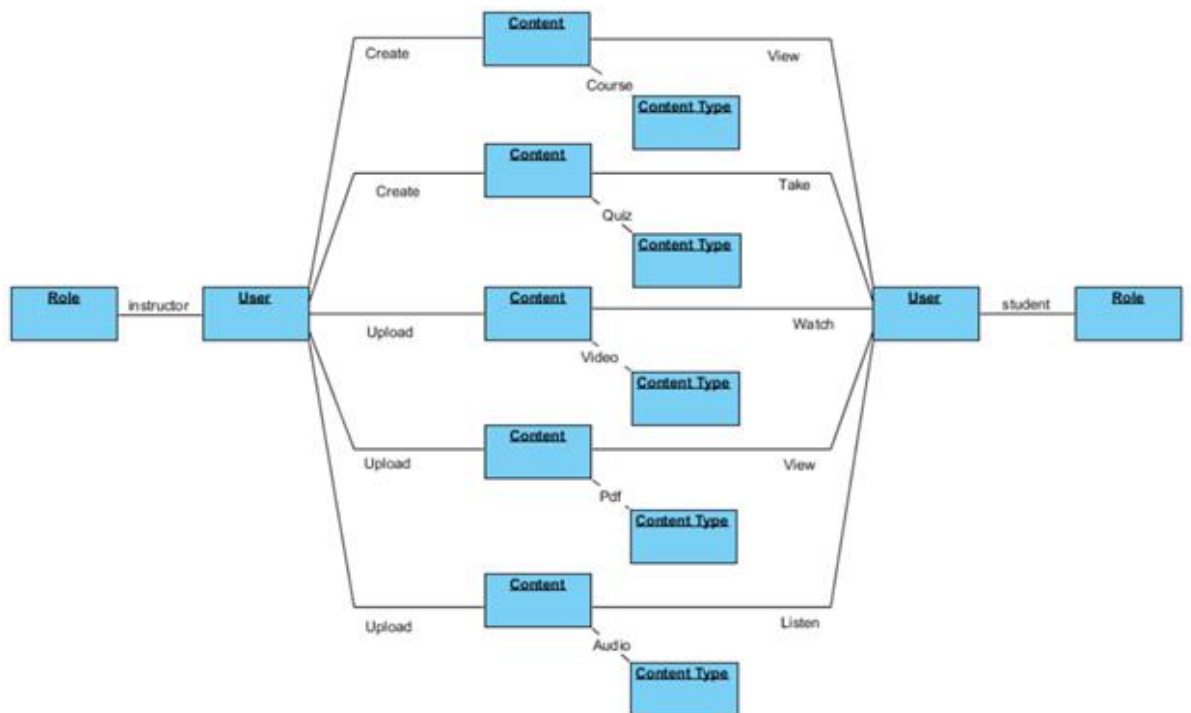 Content
Create
View
Course
Content Type
Content
Create
Take
Quiz
Content Type
Role
instructor
User
Content
User
student
Role
Upload
Watch
Video
Content Type
Content
Upload
View
Pdf
Content Type
Content
Upload
Listen
Audio
Content Type